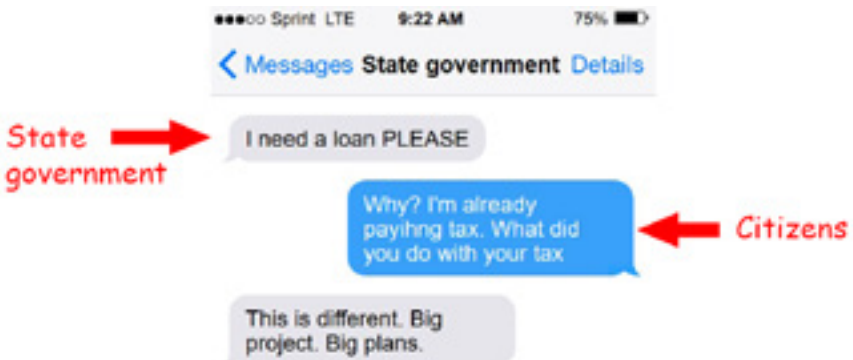 Sprint LTE 9:22 AM 75%
Messages State government Details
State
government
I need a loan PLEASE
Why? I'm already
payihng tax. What did
you do with your tax
Citizens
This is different. Big
project. Big plans.